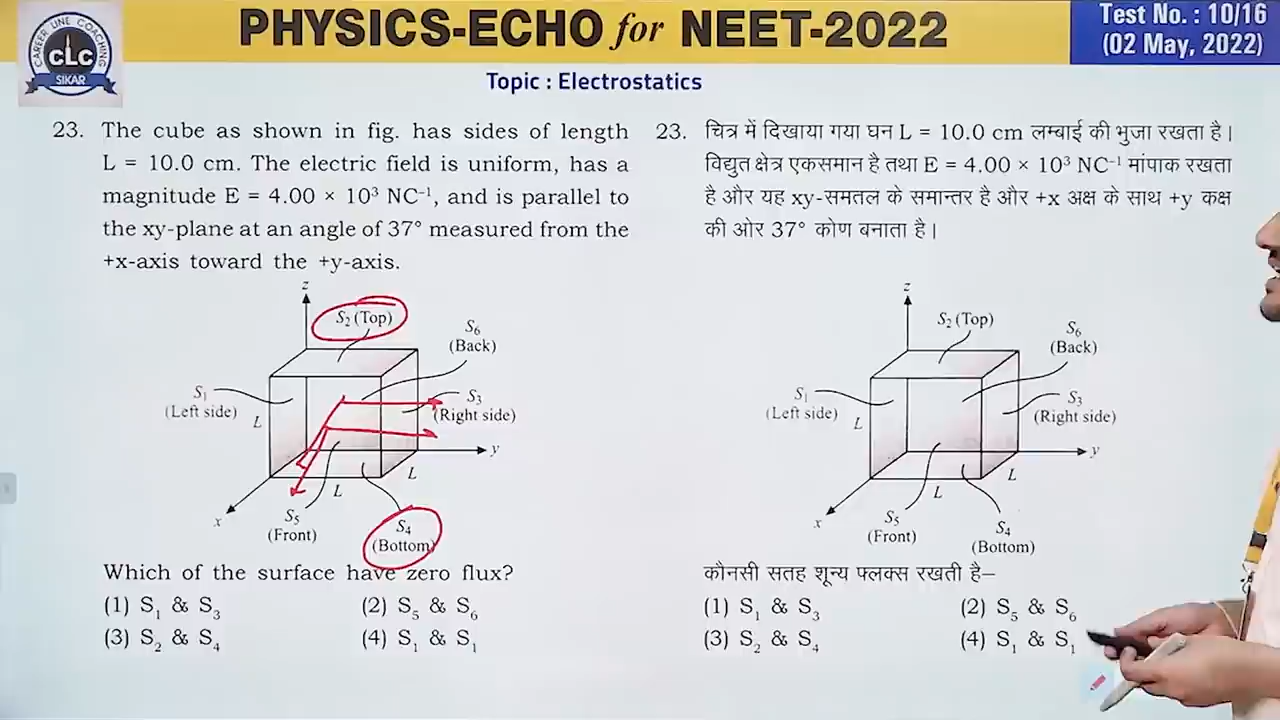 CAREER LINE COACHING
CLC
SIKAR
PHYSICS-ECHO for NEET-2022
Test No. : 10/16
(02 May, 2022)
Topic : Electrostatics
23. The cube as shown in fig. has sides of length
L = 10.0 cm. The electric field is uniform, has a
magnitude E = 4.00 × 10³ NC⁻¹, and is parallel to
the xy-plane at an angle of 37° measured from the
+x-axis toward the +y-axis.
z
S₂ (Top)
S₆
(Back)
S₁
(Left side)
L
S₃
(Right side)
y
L
L
x
S₅
(Front)
S₄
(Bottom)
Which of the surface have zero flux?
(1) S₁ & S₃
(2) S₅ & S₆
(3) S₂ & S₄
(4) S₁ & S₁
23. चित्र में दिखाया गया घन L = 10.0 cm लम्बाई की भुजा रखता है।
विद्युत क्षेत्र एकसमान है तथा E = 4.00 × 10³ NC⁻¹ मांपाक रखता
है और यह xy-समतल के समान्तर है और +x अक्ष के साथ +y कक्ष
की ओर 37° कोण बनाता है।
z
S₂ (Top)
S₆
(Back)
S₁
(Left side)
L
S₃
(Right side)
y
L
L
x
S₅
(Front)
S₄
(Bottom)
कौनसी सतह शून्य फ्लक्स रखती है–
(1) S₁ & S₃
(2) S₅ & S₆
(3) S₂ & S₄
(4) S₁ & S₁